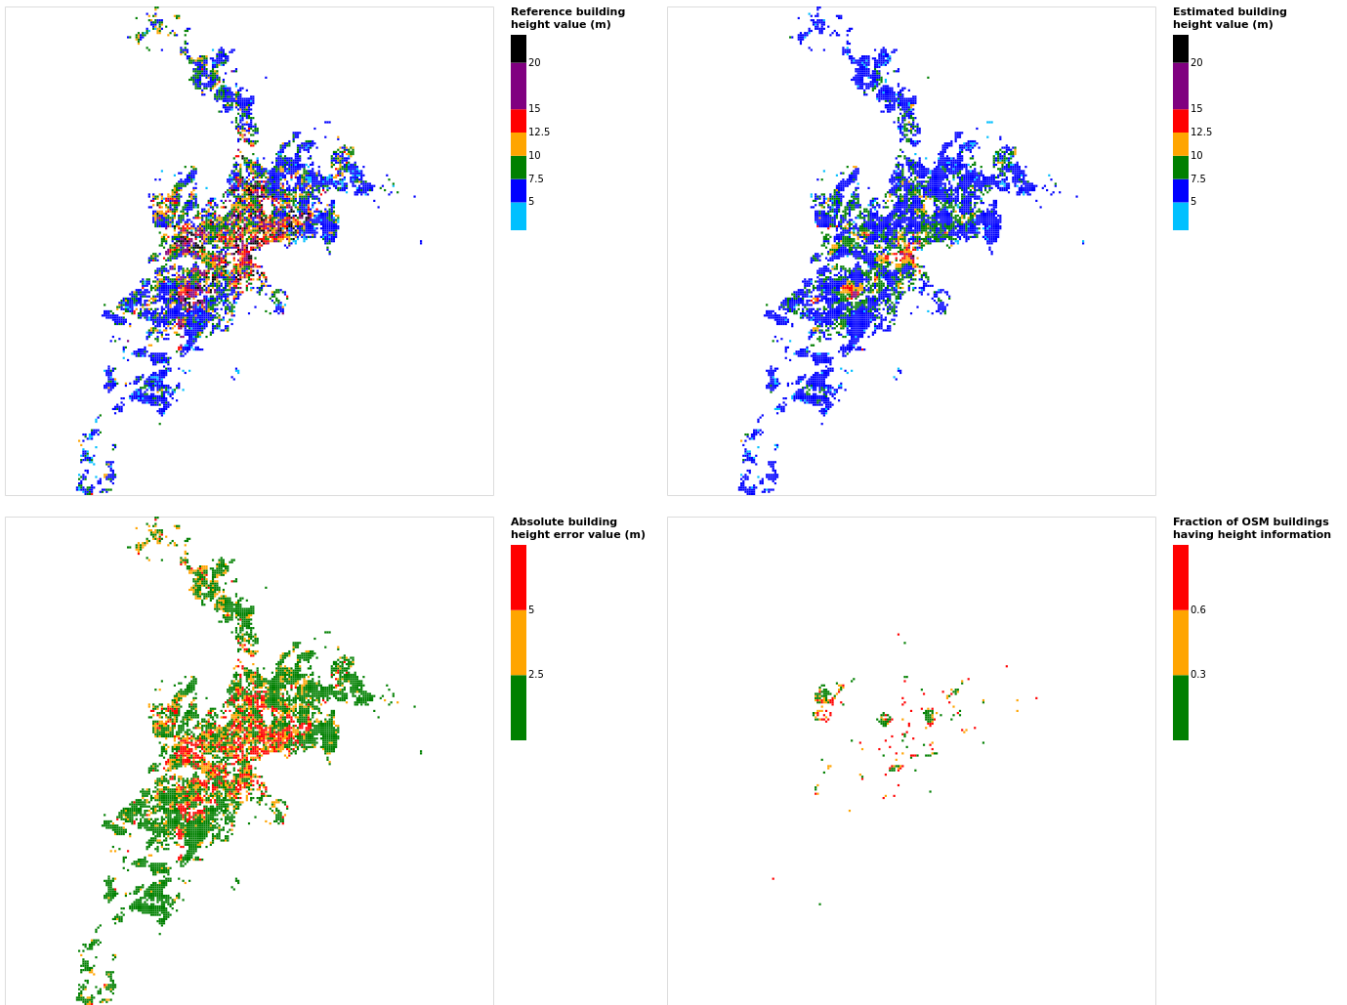 Reference building
height value (m)
20
15
12.5
10
7.5
5
Estimated building
height value (m)
20
15
12.5
10
7.5
5
Absolute building
height error value (m)
5
2.5
Fraction of OSM buildings
having height information
0.6
0.3